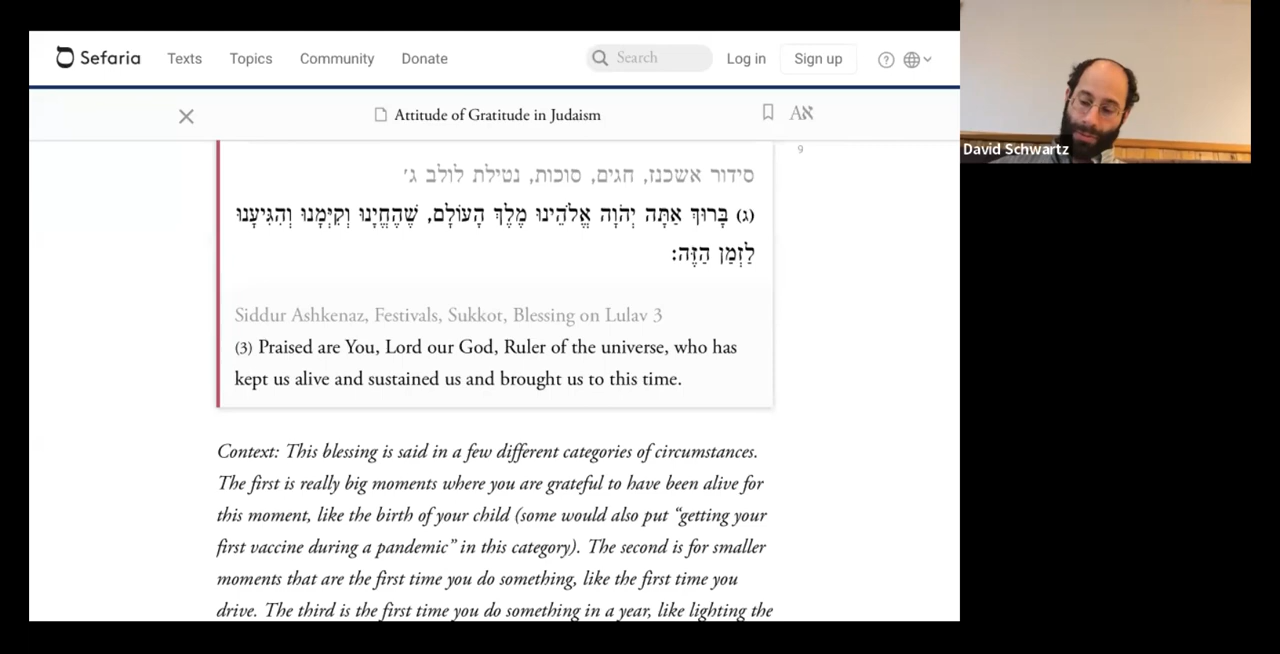 Sefaria Texts Topics Community Donate Search Log in Sign up
Attitude of Gratitude in Judaism אA
9
סידור אשכנז, חגים, סוכות, נטילת לולב ג׳
(ג) בָּרוּךְ אַתָּה יְהֹוָה אֱלֹהֵינוּ מֶלֶךְ הָעוֹלָם, שֶׁהֶחֱיָנוּ וְקִיְּמָנוּ וְהִגִּיעָנוּ
לַזְּמַן הַזֶּה:
Siddur Ashkenaz, Festivals, Sukkot, Blessing on Lulav 3
(3) Praised are You, Lord our God, Ruler of the universe, who has
kept us alive and sustained us and brought us to this time.
Context: This blessing is said in a few different categories of circumstances.
The first is really big moments where you are grateful to have been alive for
this moment, like the birth of your child (some would also put “getting your
first vaccine during a pandemic” in this category). The second is for smaller
moments that are the first time you do something, like the first time you
drive. The third is the first time you do something in a year, like lighting the
David Schwartz